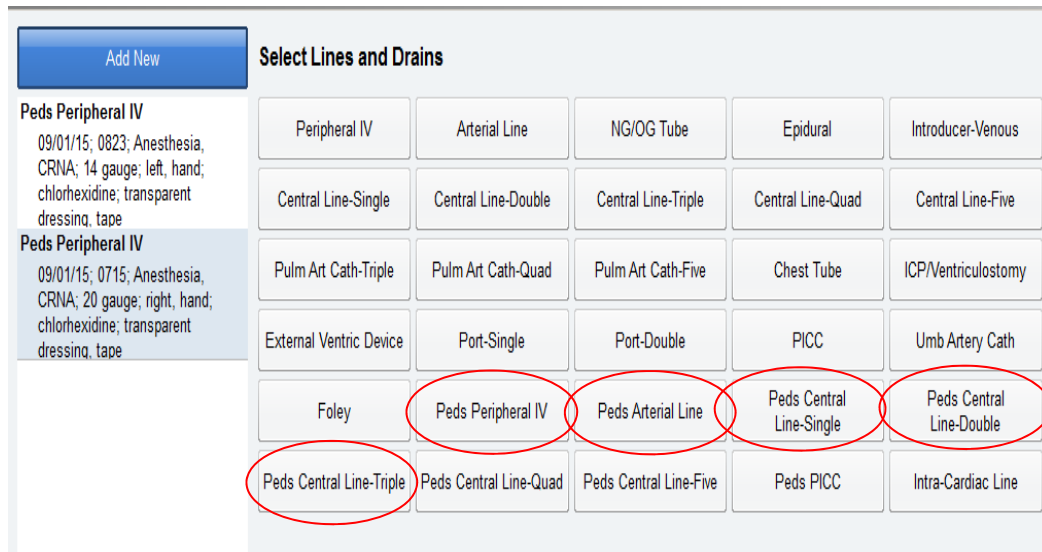 Add New
Select Lines and Drains
Peds Peripheral IV
09/01/15; 0823; Anesthesia,
CRNA; 14 gauge; left, hand;
chlorhexidine; transparent
dressing, tape
Peds Peripheral IV
09/01/15; 0715; Anesthesia,
CRNA; 20 gauge; right, hand;
chlorhexidine; transparent
dressing, tape
Peripheral IV
Arterial Line
NG/OG Tube
Epidural
Introducer-Venous
Central Line-Single
Central Line-Double
Central Line-Triple
Central Line-Quad
Central Line-Five
Pulm Art Cath-Triple
Pulm Art Cath-Quad
Pulm Art Cath-Five
Chest Tube
ICP/Ventriculostomy
External Ventric Device
Port-Single
Port-Double
PICC
Umb Artery Cath
Foley
Peds Peripheral IV
Peds Arterial Line
Peds Central
Line-Single
Peds Central
Line-Double
Peds Central Line-Triple
Peds Central Line-Quad
Peds Central Line-Five
Peds PICC
Intra-Cardiac Line